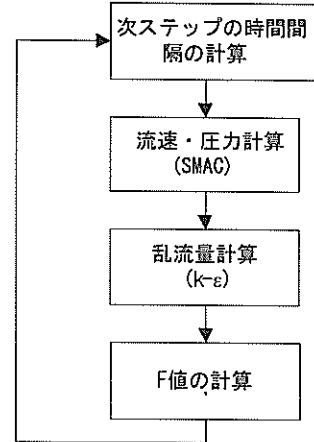 次ステップの時間間
隔の計算
流速・圧力計算
(SMAC)
乱流量計算
(k-ε)
F値の計算